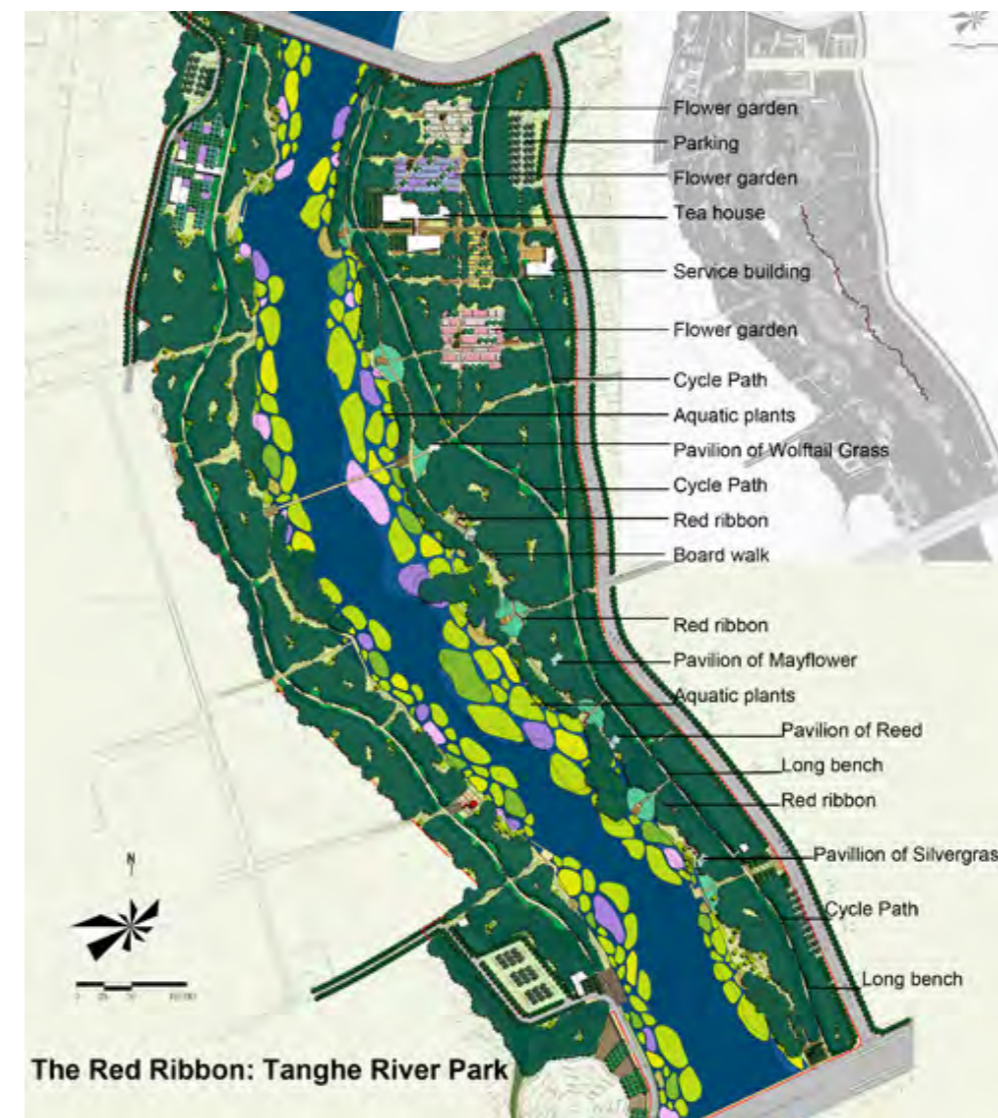 Flower garden
Parking
Flower garden
Tea house
Service building
Flower garden
Cycle Path
Aquatic plants
Pavilion of Wolftail Grass
Cycle Path
Red ribbon
Board walk
Red ribbon
Pavilion of Mayflower
Aquatic plants
Pavilion of Reed
Long bench
Red ribbon
Pavillion of Silvergras
Cycle Path
Long bench
N
The Red Ribbon: Tanghe River Park